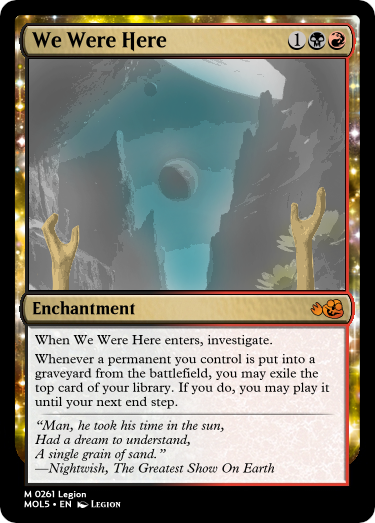 We Were Here 1
Enchantment
When We Were Here enters, investigate.
Whenever a permanent you control is put into a
graveyard from the battlefield, you may exile the
top card of your library. If you do, you may play it
until your next end step.
“Man, he took his time in the sun,
Had a dream to understand,
A single grain of sand.”
—Nightwish, The Greatest Show On Earth
M 0261 Legion
MOL5 • EN Legion